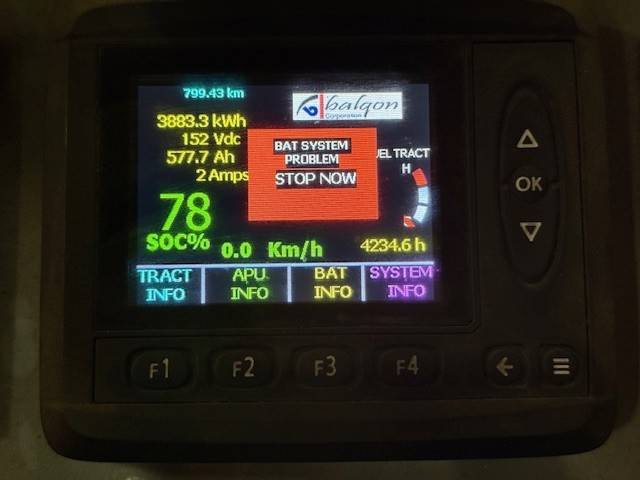 799.43 km
balqon
Corporation
3883.3 kWh
152 Vdc
577.7 Ah
2 Amps
BAT SYSTEM
PROBLEM
STOP NOW
UEL TRACT
H
78
SOC%
0.0 Km/h
4234.6 h
TRACT INFO
APU INFO
BAT INFO
SYSTEM INFO
OK
F1 F2 F3 F4